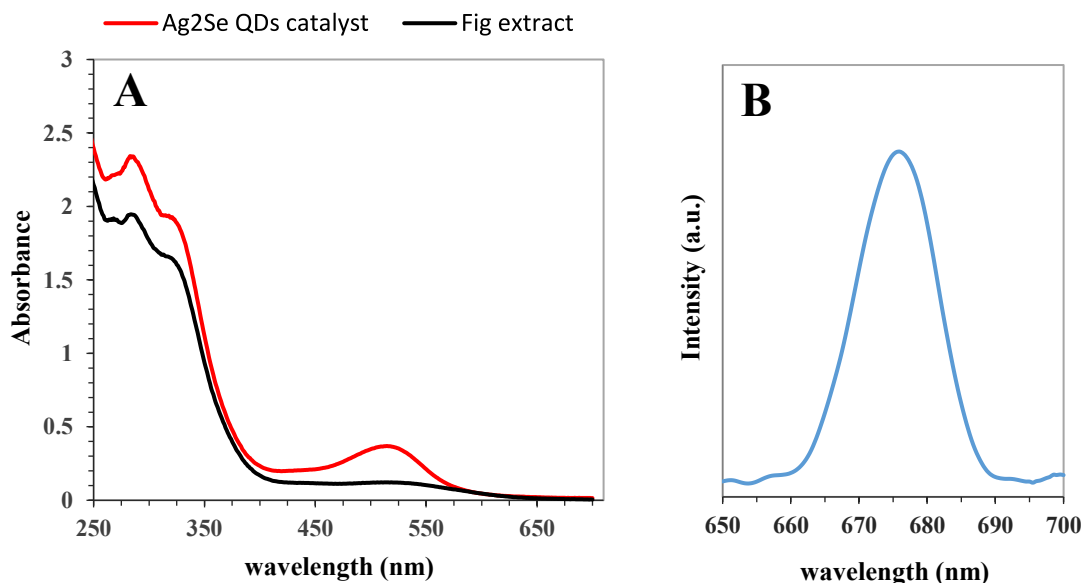 Ag2Se QDs catalyst Fig extract
A
3
2.5
2
1.5
1
0.5
0
Absorbance
250 350 450 550 650
wavelength (nm)
B
Intensity (a.u.)
650 660 670 680 690 700
wavelength (nm)